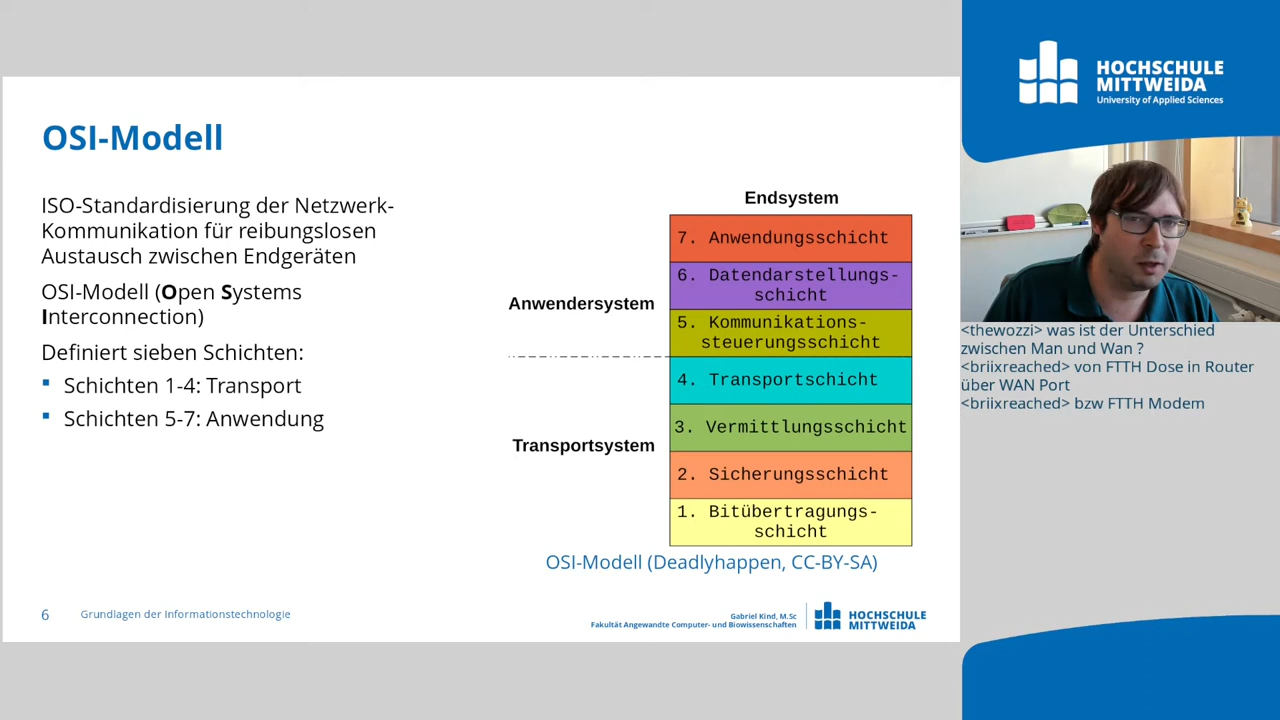 OSI-Modell
ISO-Standardisierung der Netzwerk-
Kommunikation für reibungslosen
Austausch zwischen Endgeräten
OSI-Modell (Open Systems
Interconnection)
Definiert sieben Schichten:
Schichten 1-4: Transport
Schichten 5-7: Anwendung
Endsystem
Anwendersystem
Transportsystem
7. Anwendungsschicht
6. Datendarstellungs-
schicht
5. Kommunikations-
steuerungsschicht
4. Transportschicht
3. Vermittlungsschicht
2. Sicherungsschicht
1. Bitübertragungs-
schicht
OSI-Modell (Deadlyhappen, CC-BY-SA)
6
Grundlagen der Informationstechnologie
Gabriel Kind, M.Sc
Fakultät Angewandte Computer- und Biowissenschaften
HOCHSCHULE
MITTWEIDA
HOCHSCHULE
MITTWEIDA
University of Applied Sciences
<thewozzi> was ist der Unterschied
zwischen Man und Wan ?
<briixreached> von FTTH Dose in Router
über WAN Port
<briixreached> bzw FTTH Modem